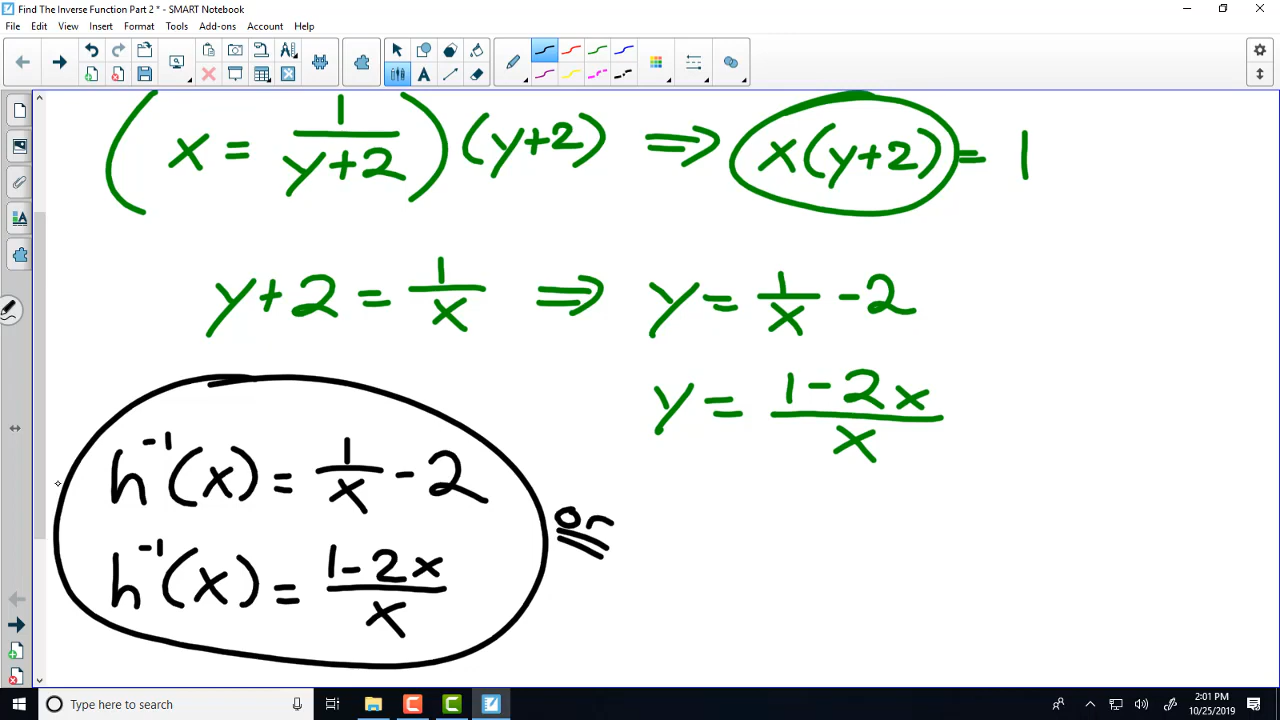 Find The Inverse Function Part 2 * - SMART Notebook
File Edit View Insert Format Tools Add-ons Account Help
(x = 1/(y+2)) (y+2) ⇒ x(y+2) = 1
y+2 = 1/x ⇒ y = 1/x - 2
y = (1-2x)/x
h⁻¹(x) = 1/x - 2
or
h⁻¹(x) = (1-2x)/x
Type here to search
2:01 PM
10/25/2019